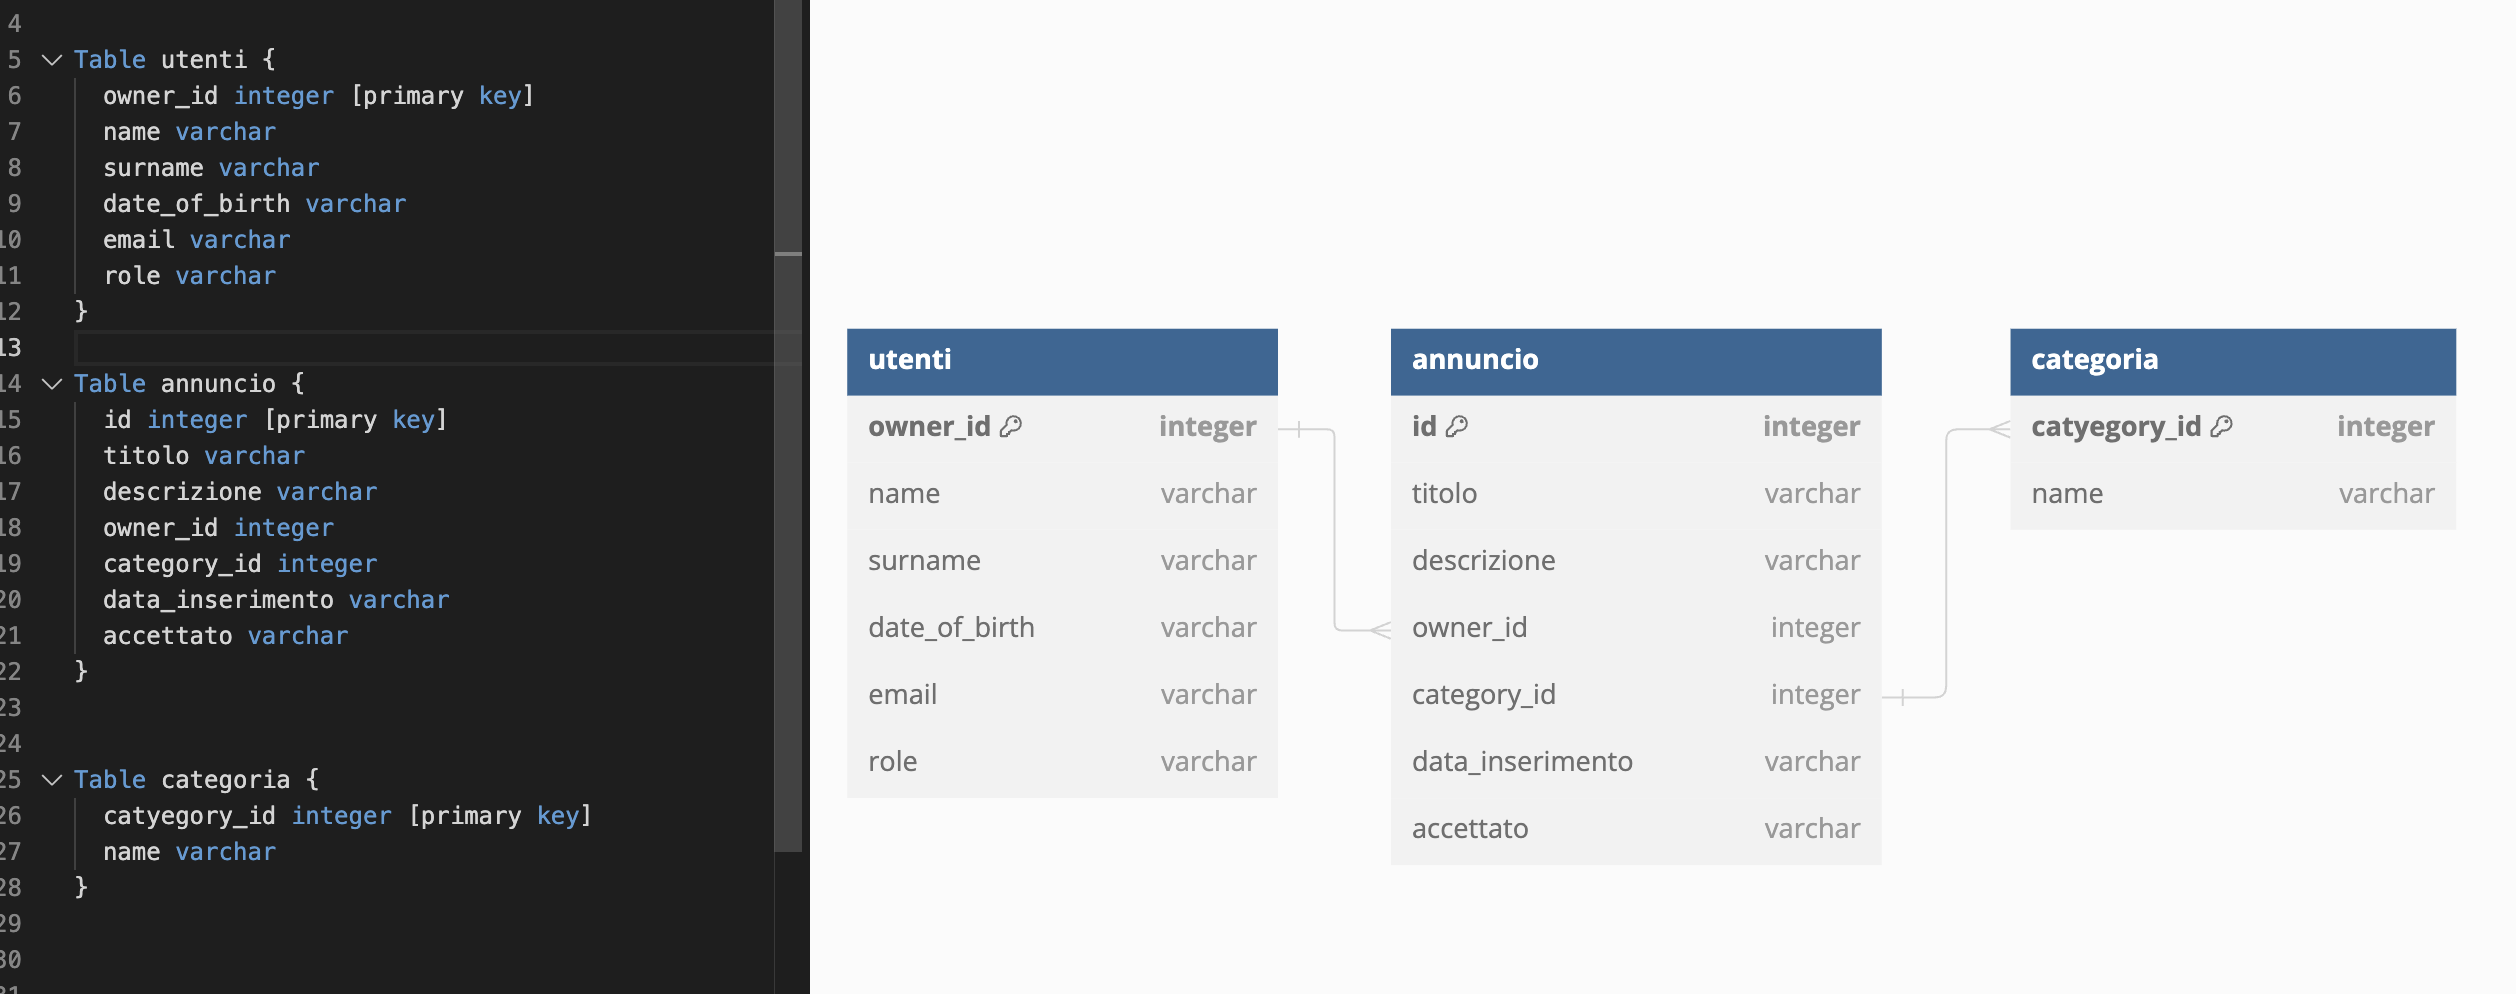 4
5 Table utenti {
6 owner_id integer [primary key]
7 name varchar
8 surname varchar
9 date_of_birth varchar
10 email varchar
11 role varchar
12 }
13
14 Table annuncio {
15 id integer [primary key]
16 titolo varchar
17 descrizione varchar
18 owner_id integer
19 category_id integer
20 data_inserimento varchar
21 accettato varchar
22 }
23
24
25 Table categoria {
26 catyegory_id integer [primary key]
27 name varchar
28 }
29
30
31
utenti
owner_id integer
name varchar
surname varchar
date_of_birth varchar
email varchar
role varchar
annuncio
id integer
titolo varchar
descrizione varchar
owner_id integer
category_id integer
data_inserimento varchar
accettato varchar
categoria
catyegory_id integer
name varchar